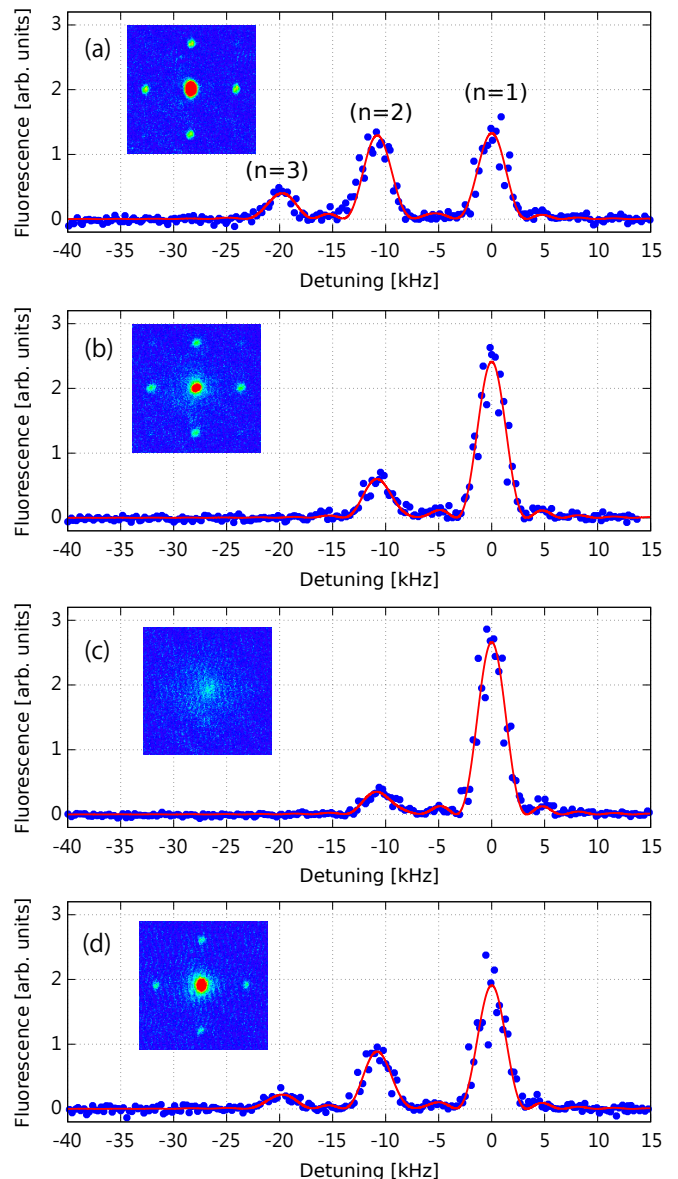 (a)
(n=1)
(n=2)
(n=3)
Fluorescence [arb. units]
3
2
1
0
-40 -35 -30 -25 -20 -15 -10 -5 0 5 10 15
Detuning [kHz]
(b)
Fluorescence [arb. units]
3
2
1
0
-40 -35 -30 -25 -20 -15 -10 -5 0 5 10 15
Detuning [kHz]
(c)
Fluorescence [arb. units]
3
2
1
0
-40 -35 -30 -25 -20 -15 -10 -5 0 5 10 15
Detuning [kHz]
(d)
Fluorescence [arb. units]
3
2
1
0
-40 -35 -30 -25 -20 -15 -10 -5 0 5 10 15
Detuning [kHz]